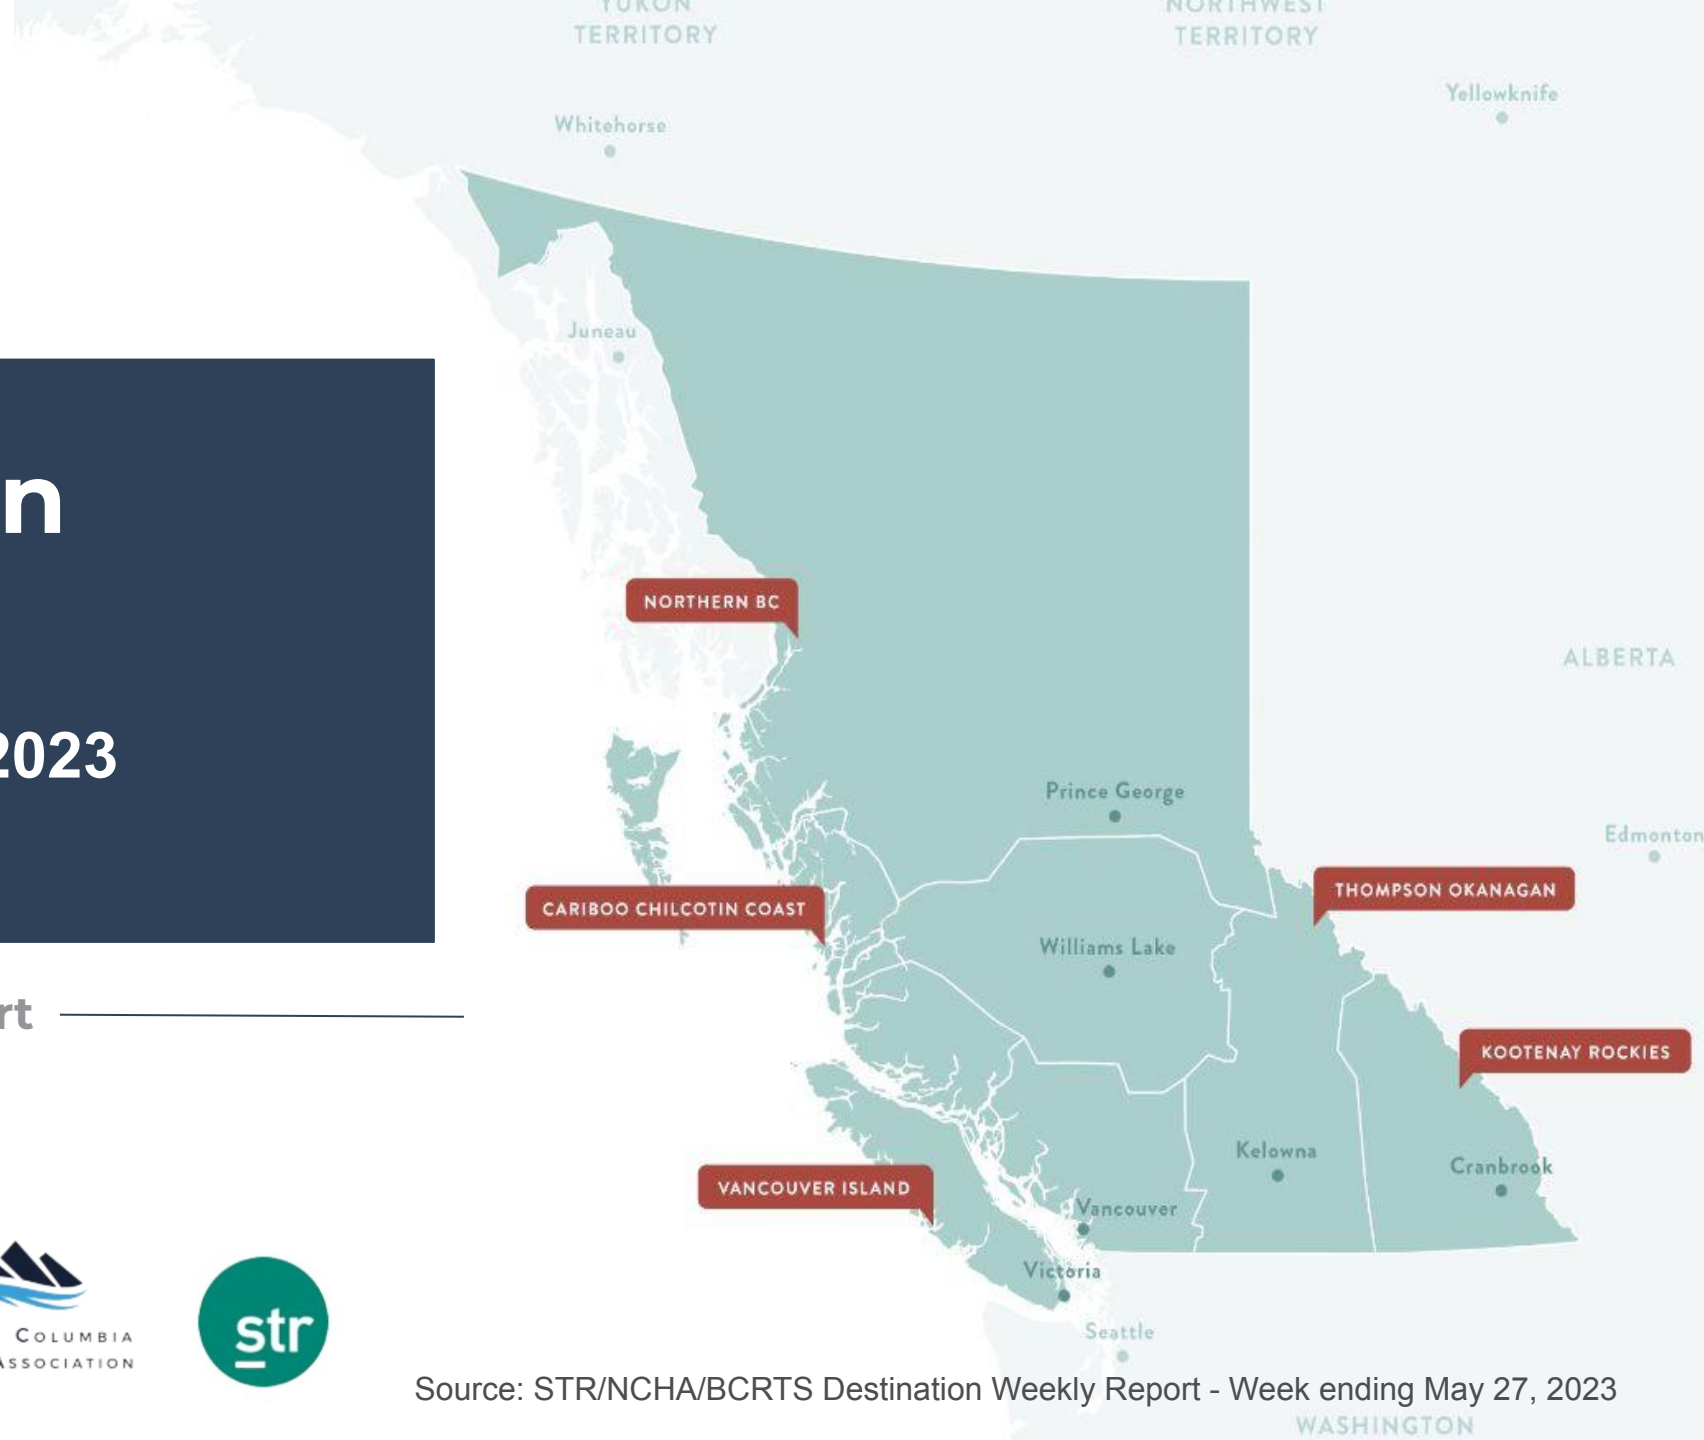 YUKON
TERRITORY
NORTHWEST
TERRITORY
Yellowknife
Whitehorse
Juneau
n
2023
NORTHERN BC
ALBERTA
Prince George
Edmonton
THOMPSON OKANAGAN
CARIBOO CHILCOTIN COAST
Williams Lake
rt
KOOTENAY ROCKIES
Kelowna
Cranbrook
VANCOUVER ISLAND
Vancouver
Victoria
COLUMBIA
ASSOCIATION
str
Seattle
Source: STR/NCHA/BCRTS Destination Weekly Report - Week ending May 27, 2023
WASHINGTON